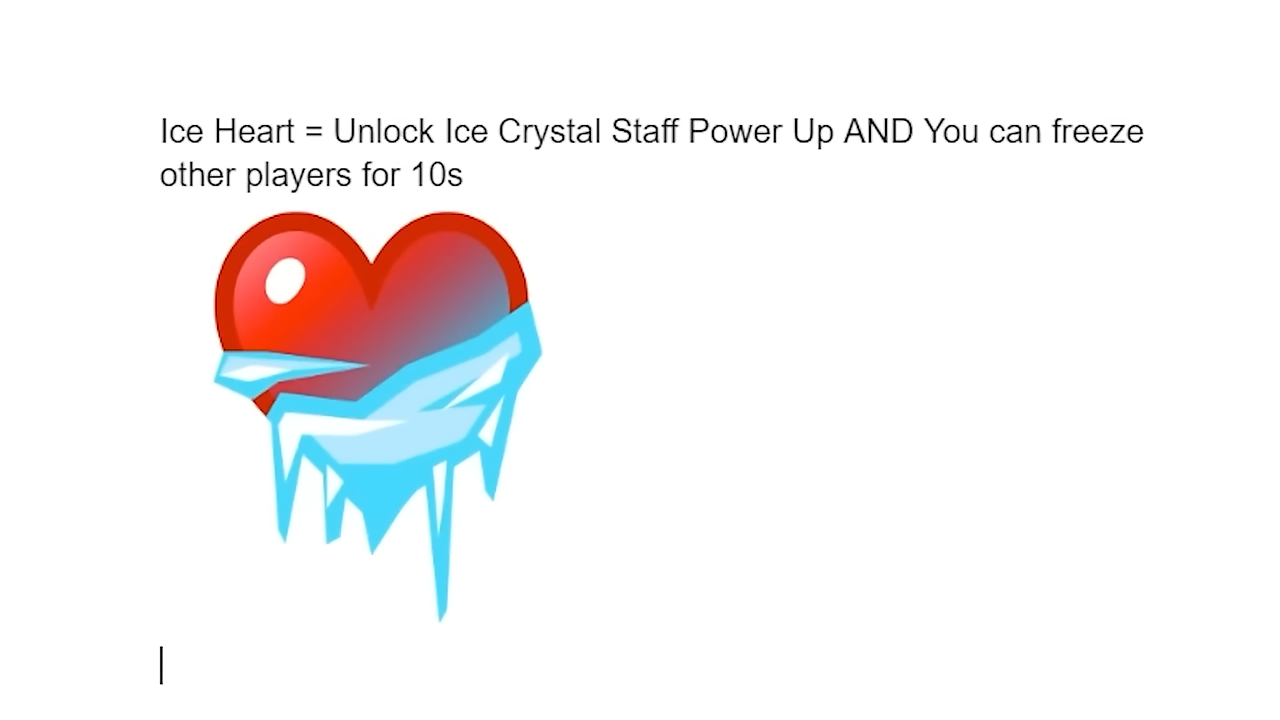 Ice Heart = Unlock Ice Crystal Staff Power Up AND You can freeze
other players for 10s